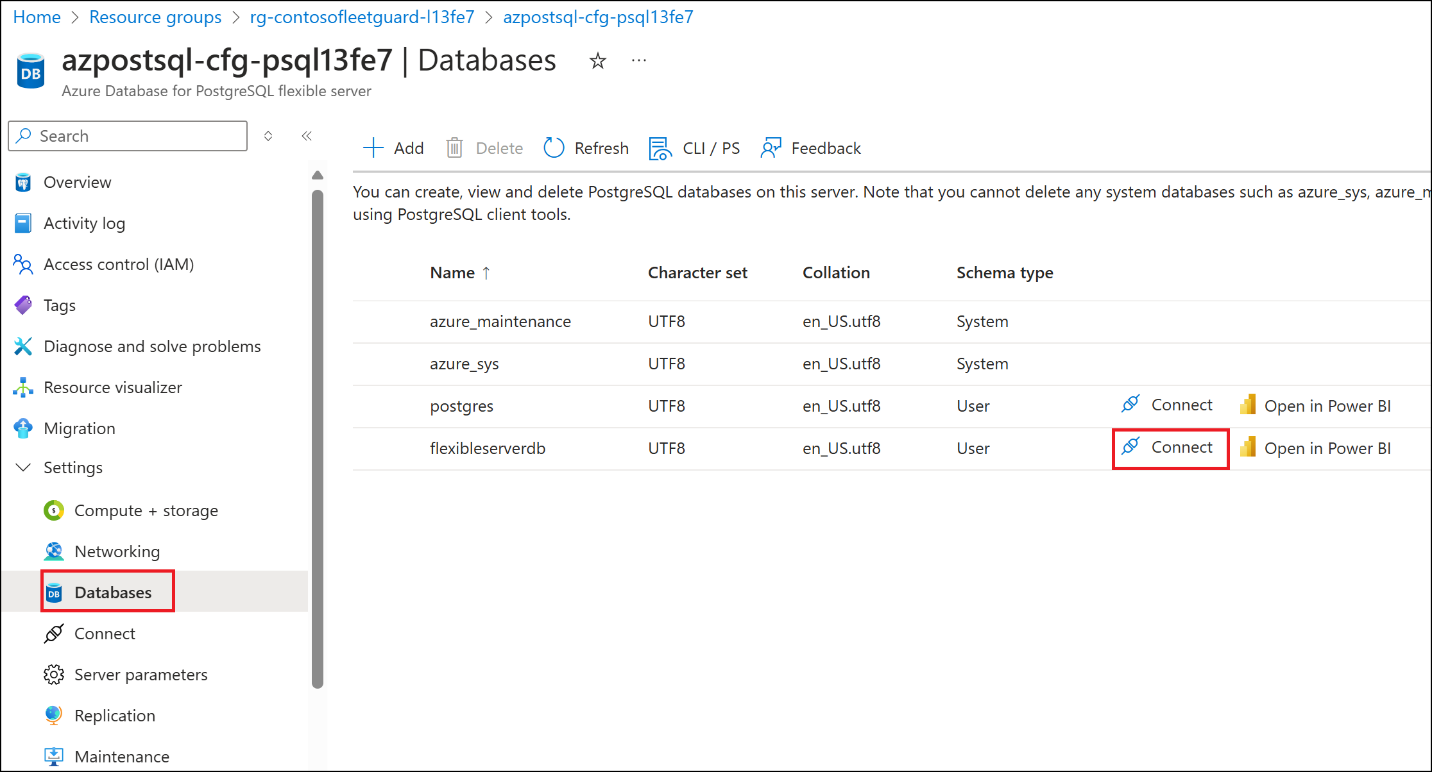 Home > Resource groups > rg-contosofleetguard-l13fe7 > azpostsql-cfg-psql13fe7
azpostsql-cfg-psql13fe7 | Databases ☆ ...
DB
Azure Database for PostgreSQL flexible server
Search
Add Delete Refresh CLI / PS Feedback
You can create, view and delete PostgreSQL databases on this server. Note that you cannot delete any system databases such as azure_sys, azure_m
using PostgreSQL client tools.
Overview
Activity log
Access control (IAM)
Tags
Diagnose and solve problems
Resource visualizer
Migration
Settings
Compute + storage
Networking
DB Databases
Connect
Server parameters
Replication
Maintenance
Name ↑ Character set Collation Schema type
azure_maintenance UTF8 en_US.utf8 System
azure_sys UTF8 en_US.utf8 System
postgres UTF8 en_US.utf8 User Connect Open in Power BI
flexibleserverdb UTF8 en_US.utf8 User Connect Open in Power BI